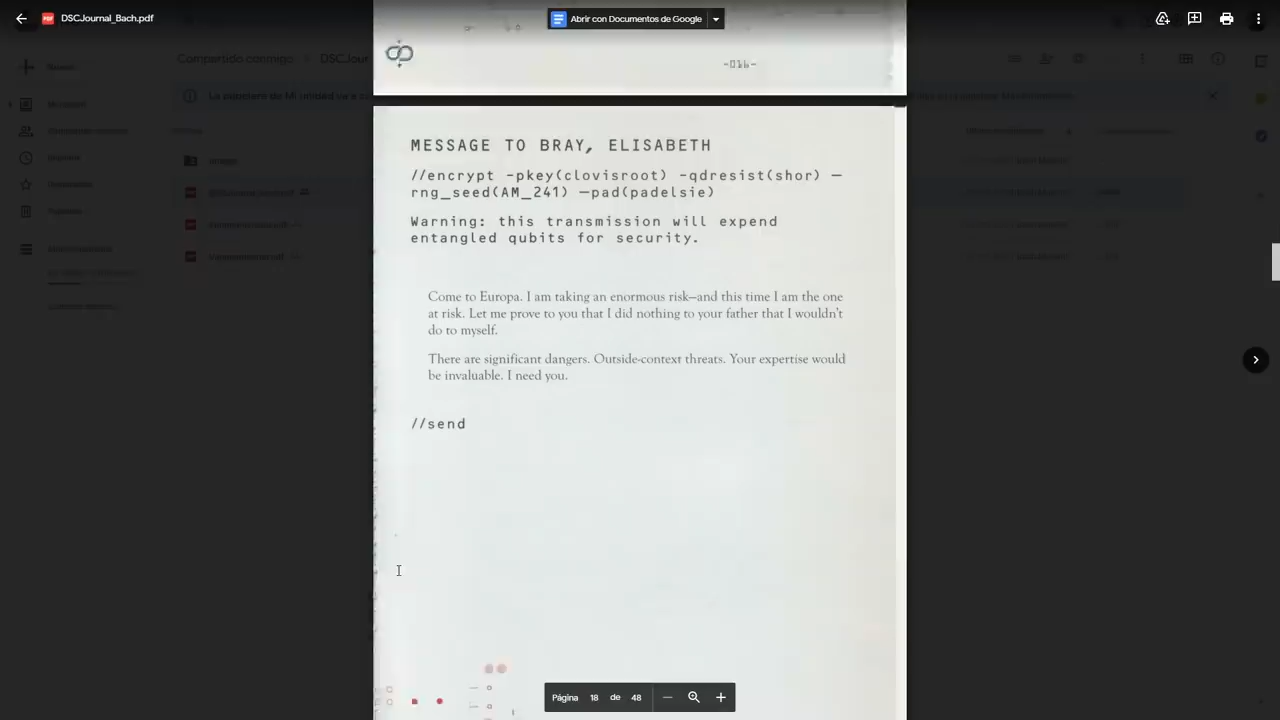 DSCJournal_Bach.pdf
Abrir con Documentos de Google
Compartido conmigo > DSCJour
-016-
MESSAGE TO BRAY, ELISABETH
//encrypt -pkey(clovisroot) -qdresist(shor) —
rng_seed(AM_241) —pad(padelsie)
Warning: this transmission will expend
entangled qubits for security.
Come to Europa. I am taking an enormous risk—and this time I am the one
at risk. Let me prove to you that I did nothing to your father that I wouldn't
do to myself.
There are significant dangers. Outside-context threats. Your expertise would
be invaluable. I need you.
//send
Página 18 de 48